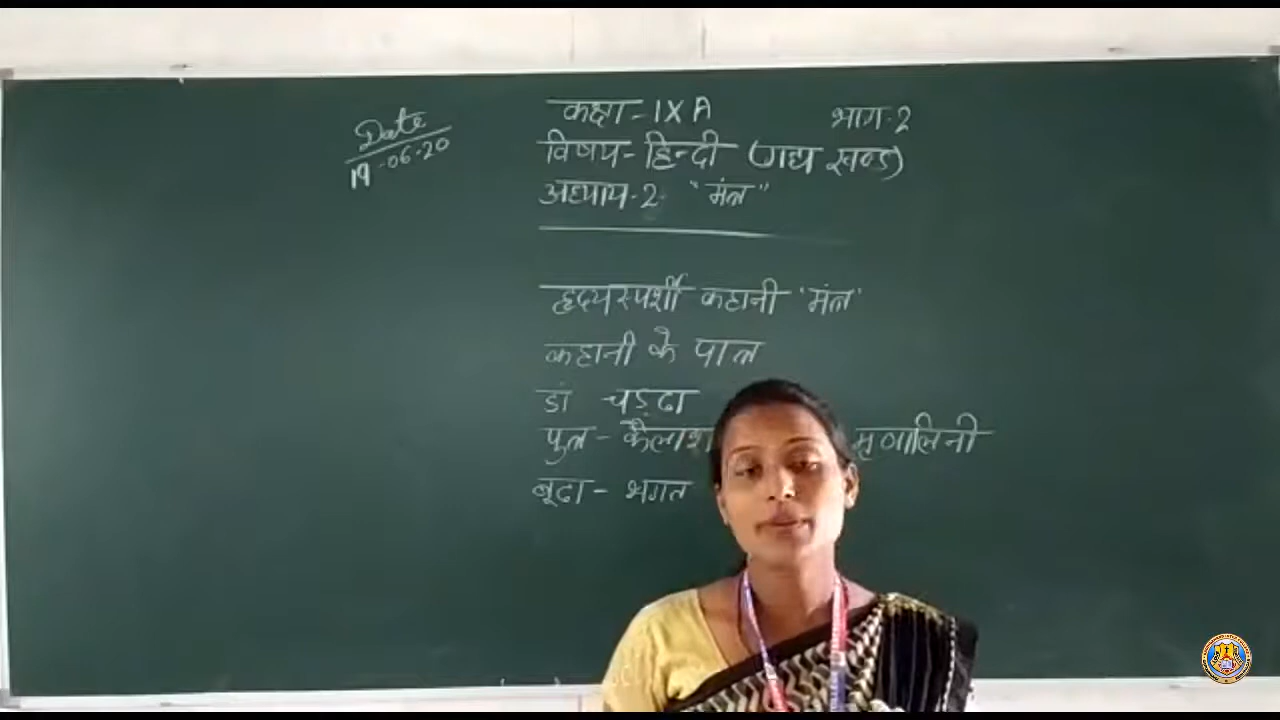 Date
19-06-20
कक्षा - IX A भाग-2
विषय - हिन्दी (गद्य खण्ड)
अध्याय-2 "मंत्र"
हृदयस्पर्शी कहानी 'मंत्र'
कहानी के पात्र
डां चड़ढा
पुत्र - कैलाश मृणालिनी
बूढा - भगत